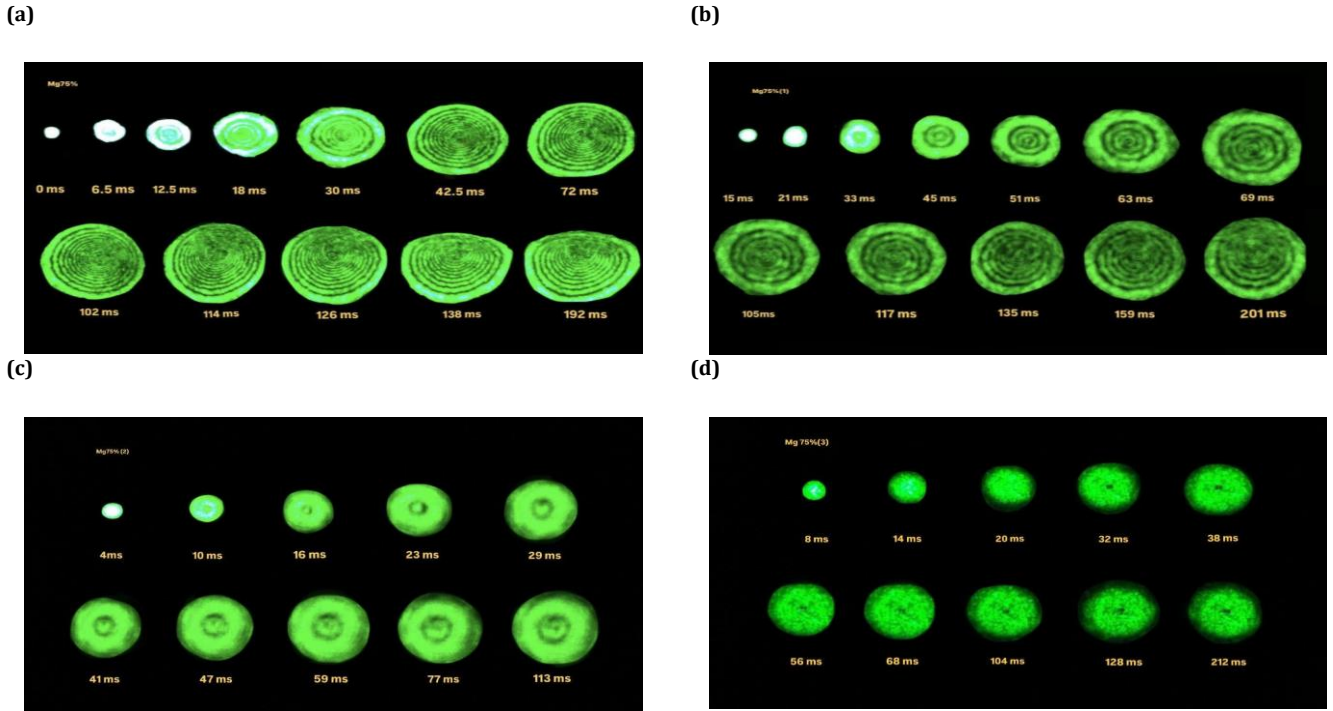 (a)
(b)
Mg75%
0 ms 6.5 ms 12.5 ms 18 ms 30 ms 42.5 ms 72 ms
102 ms 114 ms 126 ms 138 ms 192 ms
Mg75%(1)
15 ms 21 ms 33 ms 45 ms 51 ms 63 ms 69 ms
105ms 117 ms 135 ms 159 ms 201 ms
(c)
(d)
Mg75%(2)
4ms 10 ms 16 ms 23 ms 29 ms
41 ms 47 ms 59 ms 77 ms 113 ms
Mg 75%(3)
8 ms 14 ms 20 ms 32 ms 38 ms
56 ms 68 ms 104 ms 128 ms 212 ms